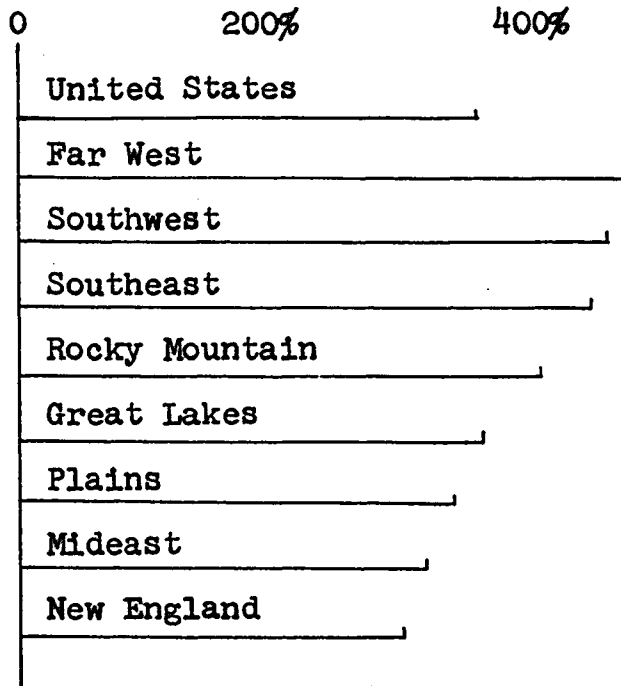 0 200% 400%
United States
Far West
Southwest
Southeast
Rocky Mountain
Great Lakes
Plains
Mideast
New England